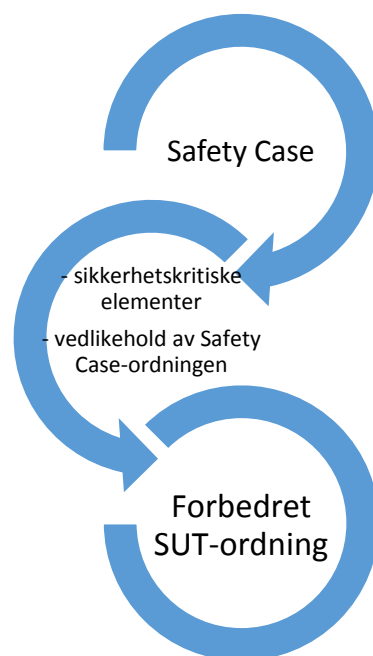 Safety Case
- sikkerhetskritiske
elementer
- vedlikehold av Safety
Case-ordningen
Forbedret
SUT-ordning